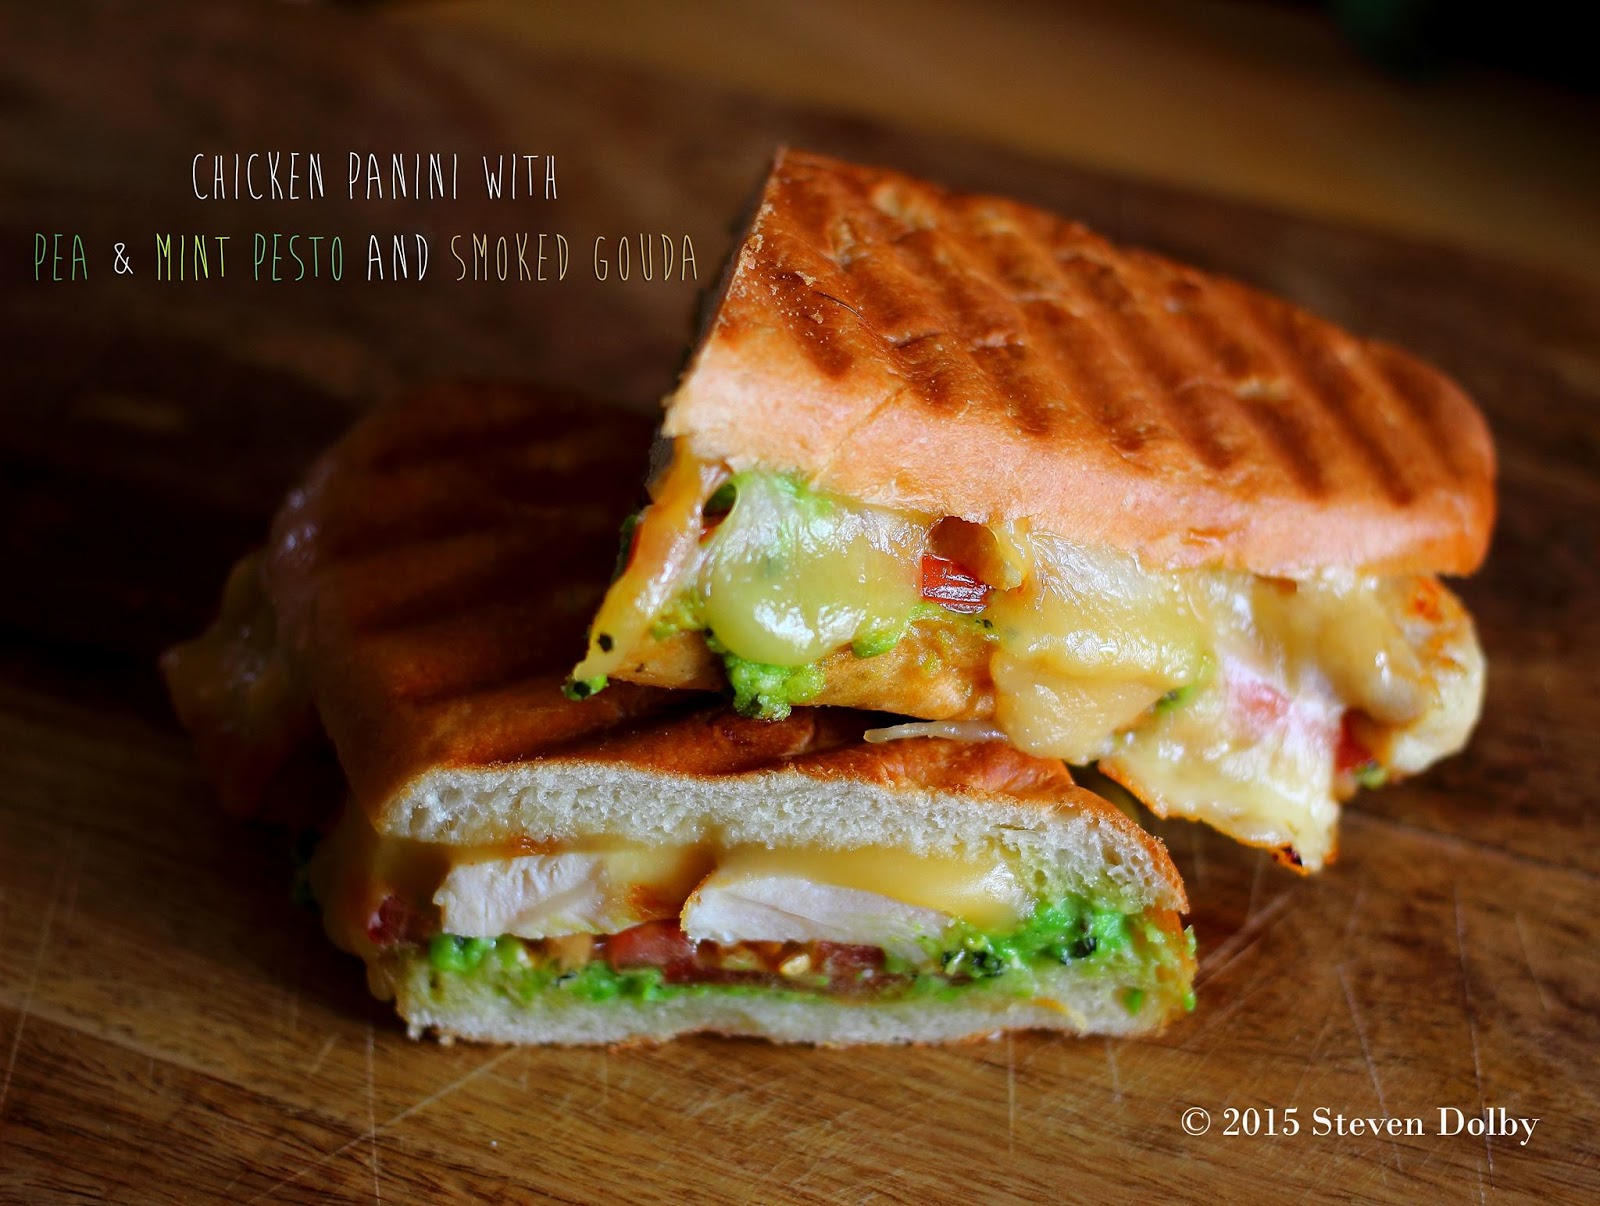 CHICKEN PANINI WITH
PEA & MINT PESTO AND SMOKED GOUDA
© 2015 Steven Dolby